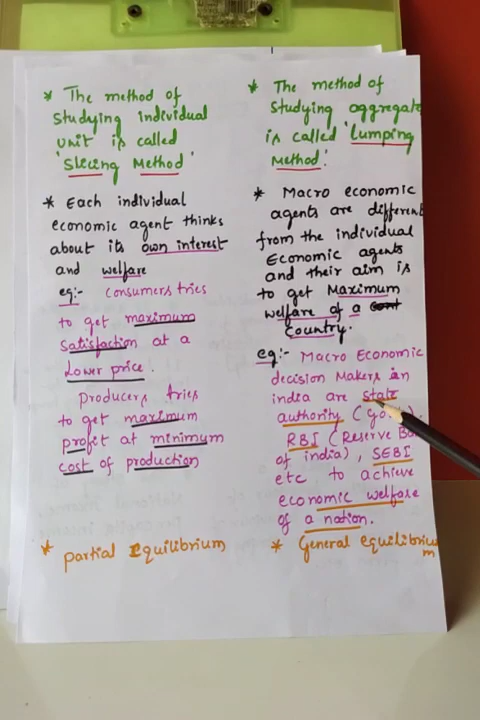 * The method of
studying individual
unit is called
'Slicing Method'
* Each individual
economic agent thinks
about its own interest
and welfare
eg:- Consumers tries
to get maximum
satisfaction at a
lower price.
Producers tries
to get maximum
profit at minimum
cost of production
* partial Equilibrium
* The method of
studying aggregate
is called 'Lumping
Method'.
* Macro economic
agents are different
from the individual
Economic agents
and their aim is
to get Maximum
welfare of a
Country.
eg:- Macro Economic
decision Makers in
india are state
authority
RBI (Reserve
of india), SEBI
etc to achieve
economic welfare
of a nation.
* General equilibrium